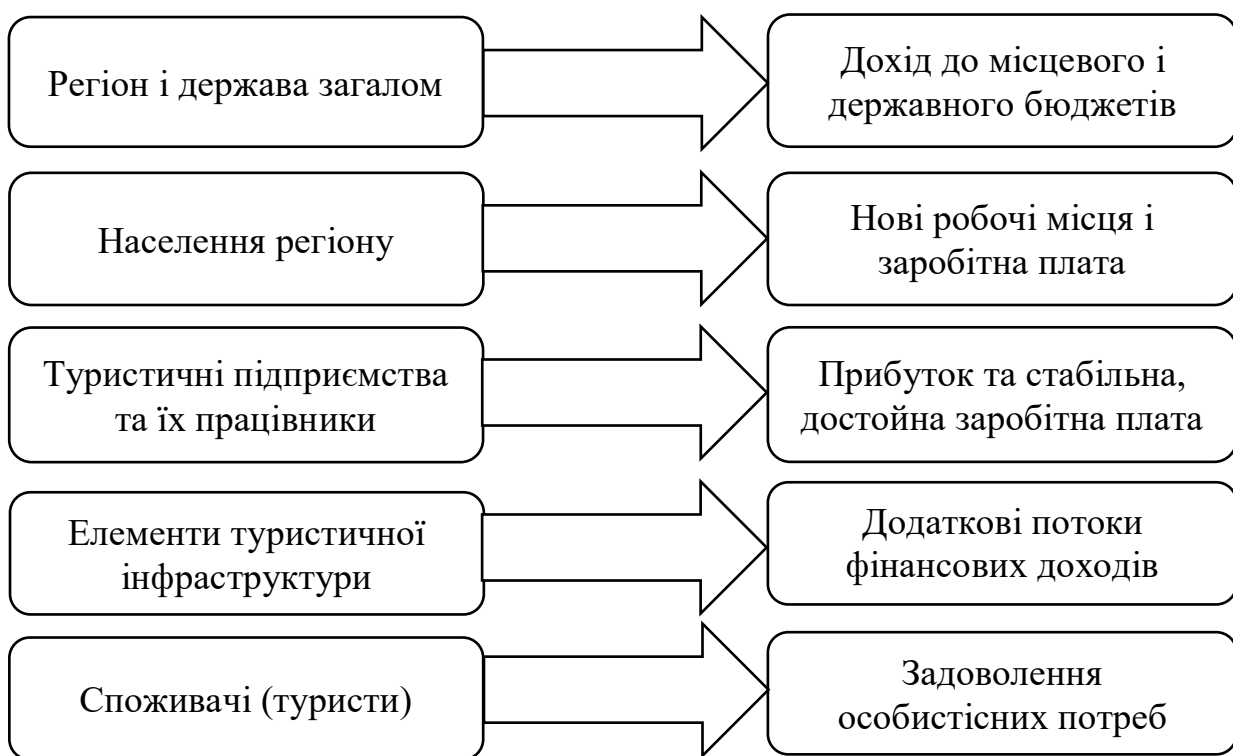 Регіон і держава загалом
Дохід до місцевого і
державного бюджетів
Населення регіону
Нові робочі місця і
заробітна плата
Туристичні підприємства
та їх працівники
Прибуток та стабільна,
достойна заробітна плата
Елементи туристичної
інфраструктури
Додаткові потоки
фінансових доходів
Споживачі (туристи)
Задоволення
особистісних потреб